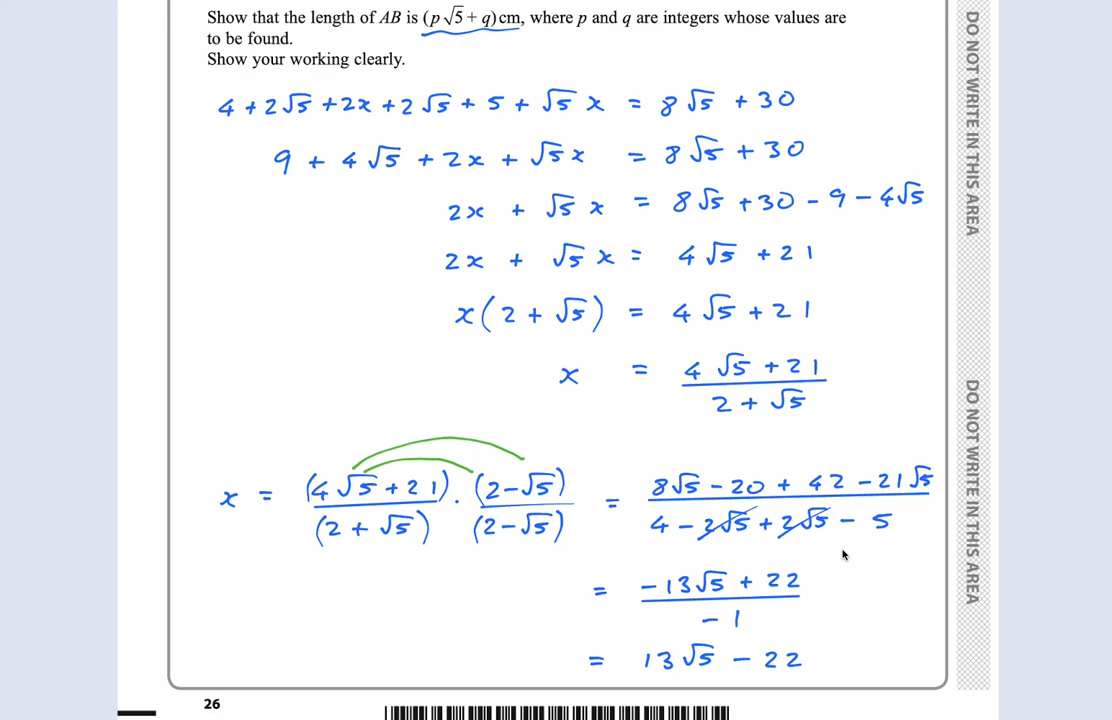 Show that the length of AB is (p√5 + q) cm, where p and q are integers whose values are
to be found.
Show your working clearly.
4 + 2√5 + 2x + 2√5 + 5 + √5 x = 8√5 + 30
9 + 4√5 + 2x + √5 x = 8√5 + 30
2x + √5 x = 8√5 + 30 - 9 - 4√5
2x + √5 x = 4√5 + 21
x(2 + √5) = 4√5 + 21
x = (4√5 + 21)/(2 + √5)
x = (4√5 + 21)/(2 + √5) . (2 - √5)/(2 - √5) = (8√5 - 20 + 42 - 21√5)/(4 - 2√5 + 2√5 - 5)
= (-13√5 + 22)/(-1)
= 13√5 - 22
26
DO NOT WRITE IN THIS AREA
DO NOT WRITE IN THIS AREA